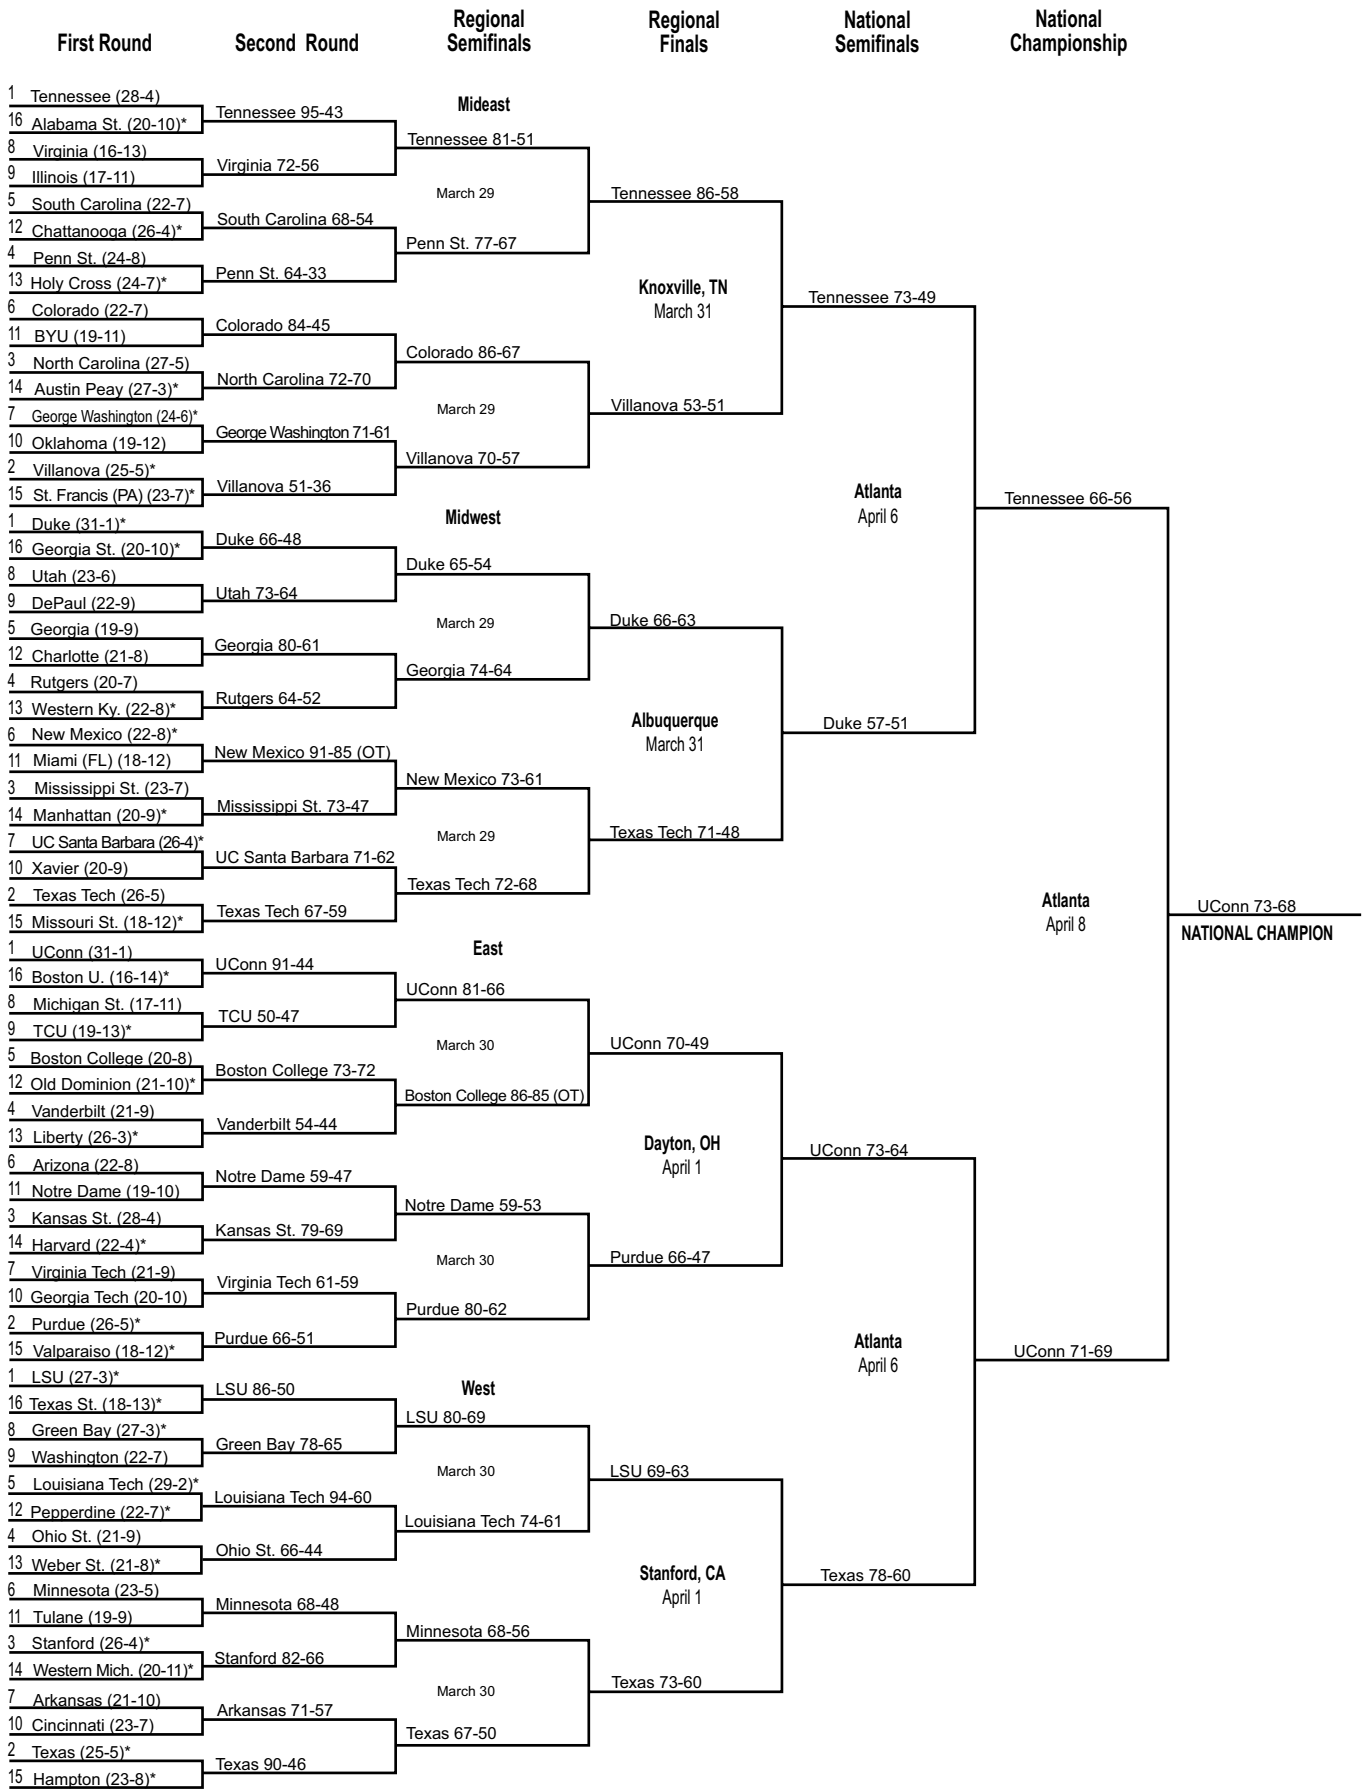 First Round
Second Round
Regional
Semifinals
Regional
Finals
National
Semifinals
National
Championship
1 Tennessee (28-4)
16 Alabama St. (20-10)*
8 Virginia (16-13)
9 Illinois (17-11)
5 South Carolina (22-7)
12 Chattanooga (26-4)*
4 Penn St. (24-8)
13 Holy Cross (24-7)*
6 Colorado (22-7)
11 BYU (19-11)
3 North Carolina (27-5)
14 Austin Peay (27-3)*
7 George Washington (24-6)*
10 Oklahoma (19-12)
2 Villanova (25-5)*
15 St. Francis (PA) (23-7)*
1 Duke (31-1)*
16 Georgia St. (20-10)*
8 Utah (23-6)
9 DePaul (22-9)
5 Georgia (19-9)
12 Charlotte (21-8)
4 Rutgers (20-7)
13 Western Ky. (22-8)*
6 New Mexico (22-8)*
11 Miami (FL) (18-12)
3 Mississippi St. (23-7)
14 Manhattan (20-9)*
7 UC Santa Barbara (26-4)*
10 Xavier (20-9)
2 Texas Tech (26-5)
15 Missouri St. (18-12)*
1 UConn (31-1)
16 Boston U. (16-14)*
8 Michigan St. (17-11)
9 TCU (19-13)*
5 Boston College (20-8)
12 Old Dominion (21-10)*
4 Vanderbilt (21-9)
13 Liberty (26-3)*
6 Arizona (22-8)
11 Notre Dame (19-10)
3 Kansas St. (28-4)
14 Harvard (22-4)*
7 Virginia Tech (21-9)
10 Georgia Tech (20-10)
2 Purdue (26-5)*
15 Valparaiso (18-12)*
1 LSU (27-3)*
16 Texas St. (18-13)*
8 Green Bay (27-3)*
9 Washington (22-7)
5 Louisiana Tech (29-2)*
12 Pepperdine (22-7)*
4 Ohio St. (21-9)
13 Weber St. (21-8)*
6 Minnesota (23-5)
11 Tulane (19-9)
3 Stanford (26-4)*
14 Western Mich. (20-11)*
7 Arkansas (21-10)
10 Cincinnati (23-7)
2 Texas (25-5)*
15 Hampton (23-8)*
Tennessee 95-43
Virginia 72-56
South Carolina 68-54
Penn St. 64-33
Colorado 84-45
North Carolina 72-70
George Washington 71-61
Villanova 51-36
Duke 66-48
Utah 73-64
Georgia 80-61
Rutgers 64-52
New Mexico 91-85 (OT)
Mississippi St. 73-47
UC Santa Barbara 71-62
Texas Tech 67-59
UConn 91-44
TCU 50-47
Boston College 73-72
Vanderbilt 54-44
Notre Dame 59-47
Kansas St. 79-69
Virginia Tech 61-59
Purdue 66-51
LSU 86-50
Green Bay 78-65
Louisiana Tech 94-60
Ohio St. 66-44
Minnesota 68-48
Stanford 82-66
Arkansas 71-57
Texas 90-46
Mideast
Tennessee 81-51
March 29
Penn St. 77-67
Colorado 86-67
March 29
Villanova 70-57
Midwest
Duke 65-54
March 29
Georgia 74-64
New Mexico 73-61
March 29
Texas Tech 72-68
East
UConn 81-66
March 30
Boston College 86-85 (OT)
Notre Dame 59-53
March 30
Purdue 80-62
West
LSU 80-69
March 30
Louisiana Tech 74-61
Minnesota 68-56
March 30
Texas 67-50
Tennessee 86-58
Knoxville, TN
March 31
Villanova 53-51
Duke 66-63
Albuquerque
March 31
Texas Tech 71-48
UConn 70-49
Dayton, OH
April 1
Purdue 66-47
LSU 69-63
Stanford, CA
April 1
Texas 73-60
Tennessee 73-49
Atlanta
April 6
Duke 57-51
UConn 73-64
Atlanta
April 6
Texas 78-60
Tennessee 66-56
Atlanta
April 8
UConn 71-69
UConn 73-68
NATIONAL CHAMPION